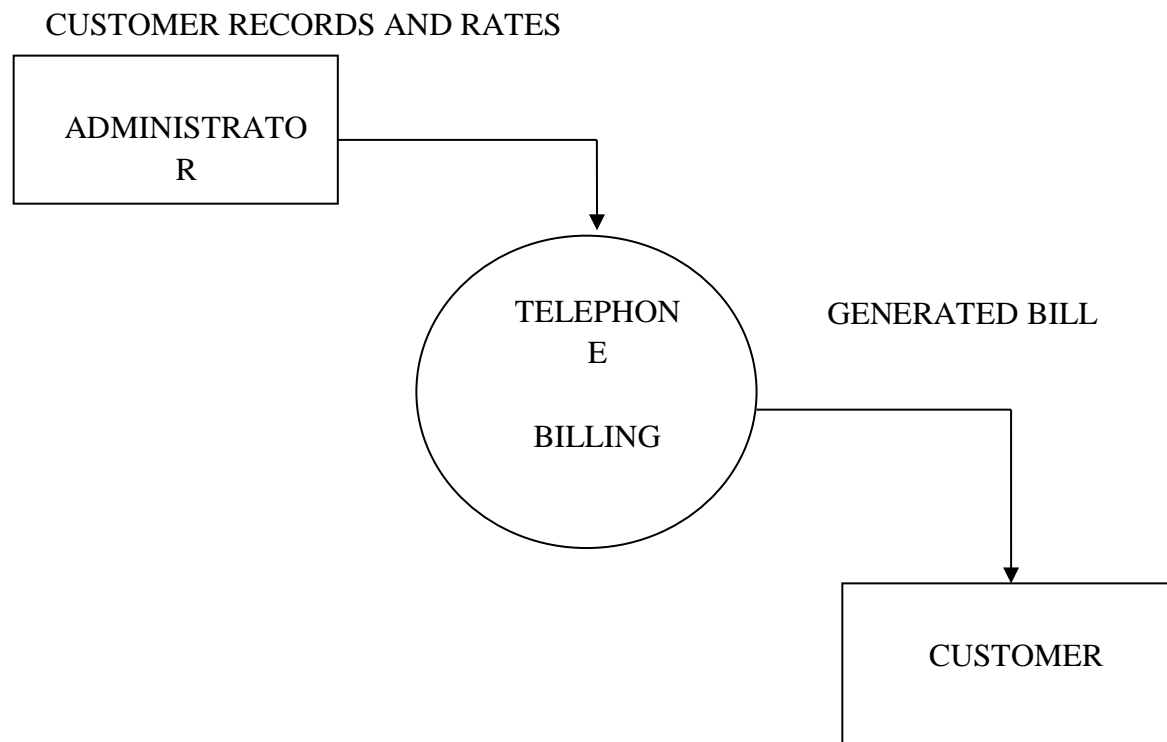 CUSTOMER RECORDS AND RATES
ADMINISTRATO
R
TELEPHON
E
BILLING
GENERATED BILL
CUSTOMER